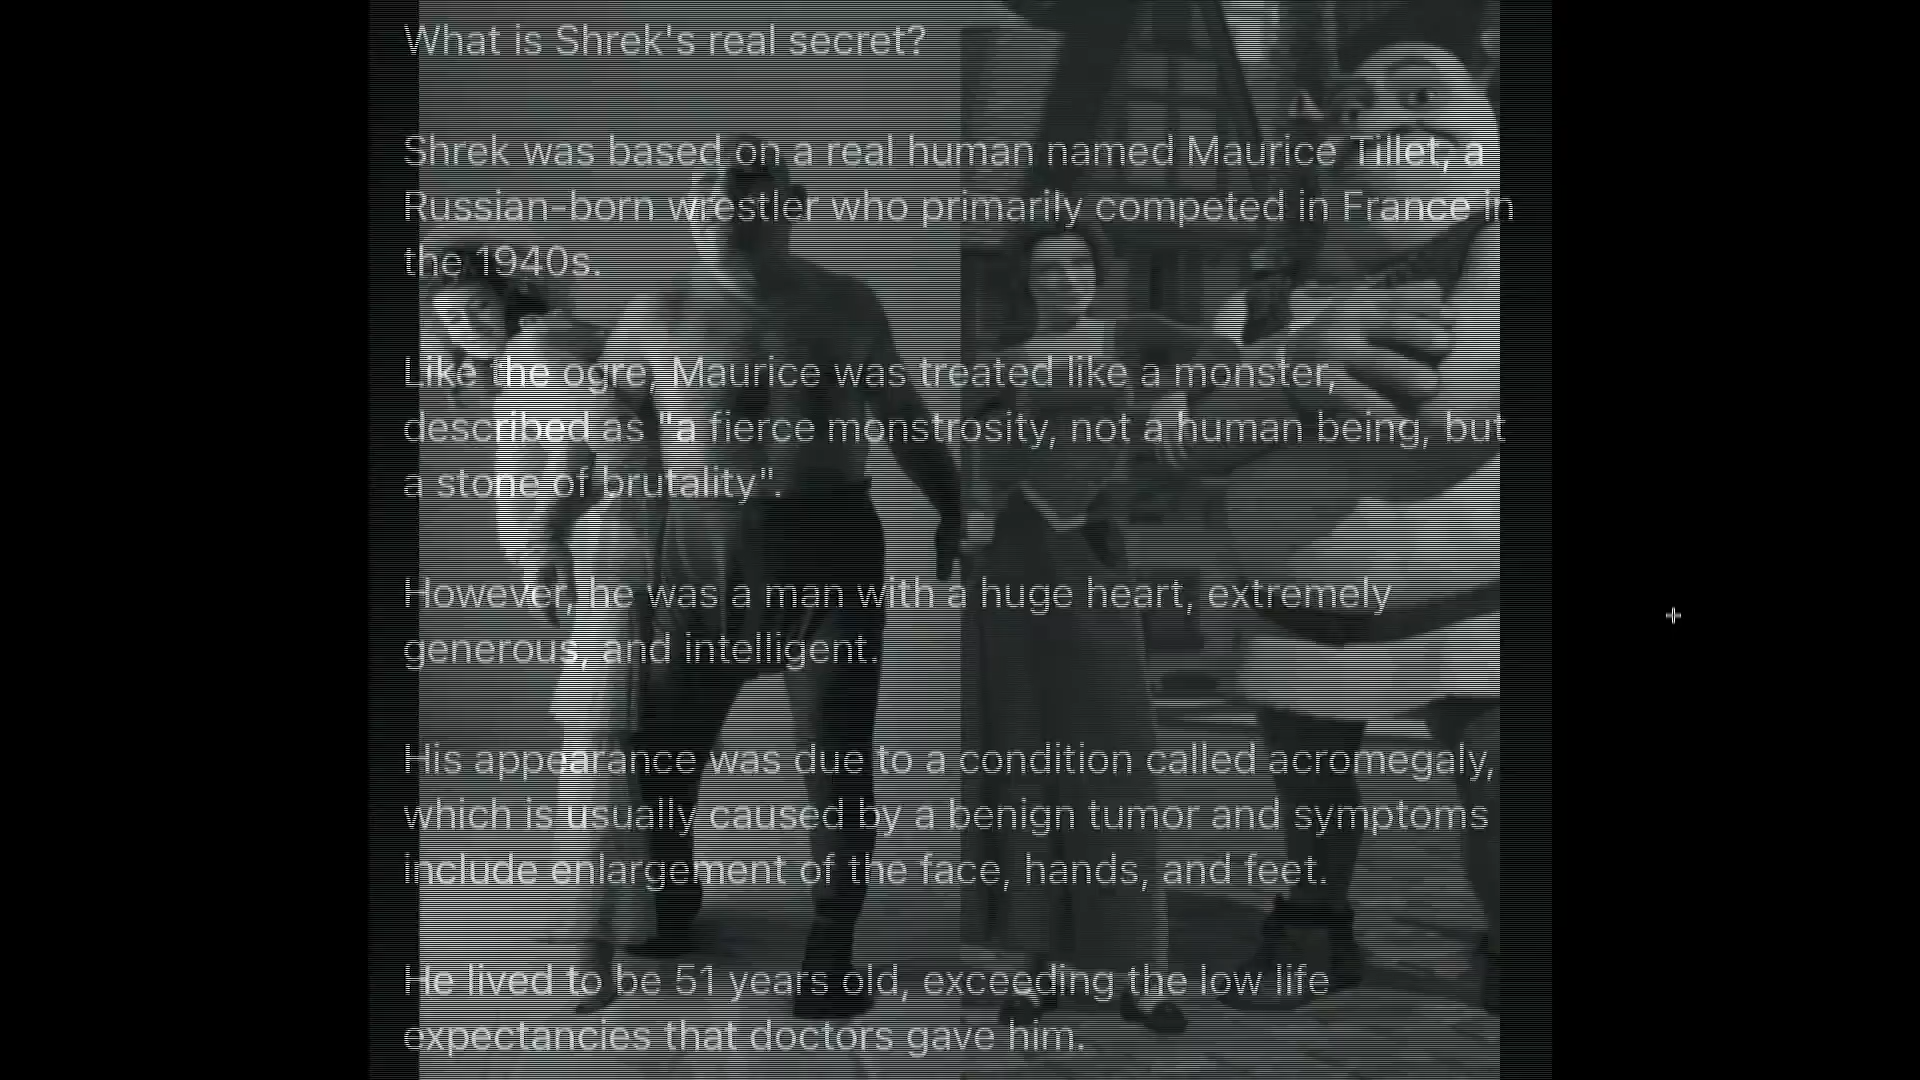 What is Shrek's real secret?
Shrek was based on a real human named Maurice Tillet, a
Russian-born wrestler who primarily competed in France in
the 1940s.
Like the ogre, Maurice was treated like a monster,
described as "a fierce monstrosity, not a human being, but
a stone of brutality".
However, he was a man with a huge heart, extremely
generous, and intelligent.
His appearance was due to a condition called acromegaly,
which is usually caused by a benign tumor and symptoms
include enlargement of the face, hands, and feet.
He lived to be 51 years old, exceeding the low life
expectancies that doctors gave him.